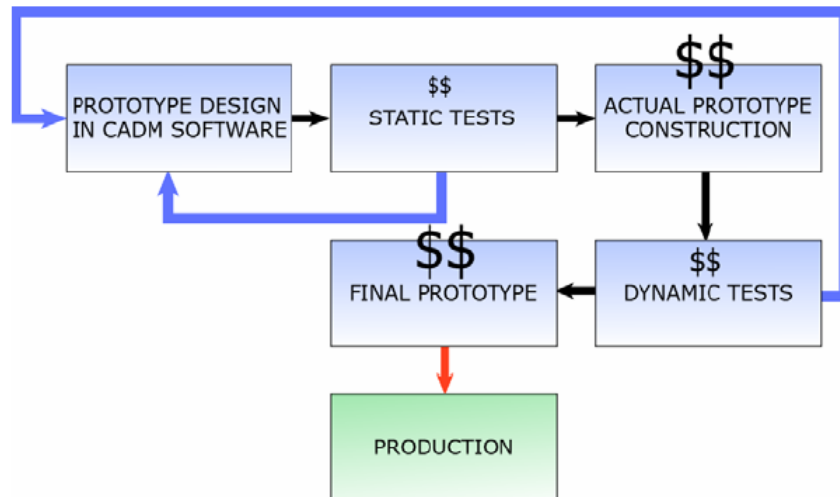 PROTOTYPE DESIGN
IN CADM SOFTWARE
$$
STATIC TESTS
$$
ACTUAL PROTOTYPE
CONSTRUCTION
$$
FINAL PROTOTYPE
$$
DYNAMIC TESTS
PRODUCTION